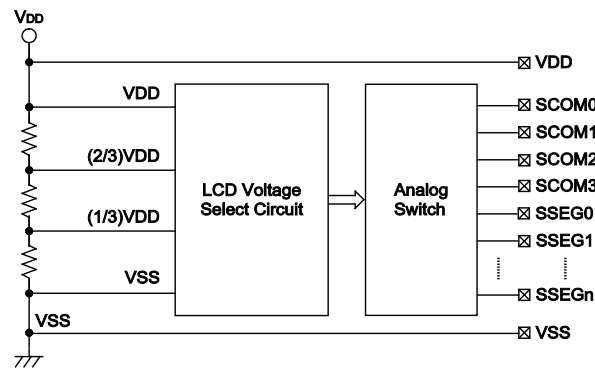 VDD
VDD
VDD
SCOM0
(2/3)VDD
SCOM1
SCOM2
LCD Voltage
Select Circuit
Analog
Switch
SCOM3
(1/3)VDD
SSEG0
SSEG1
VSS
SSEGn
VSS
VSS